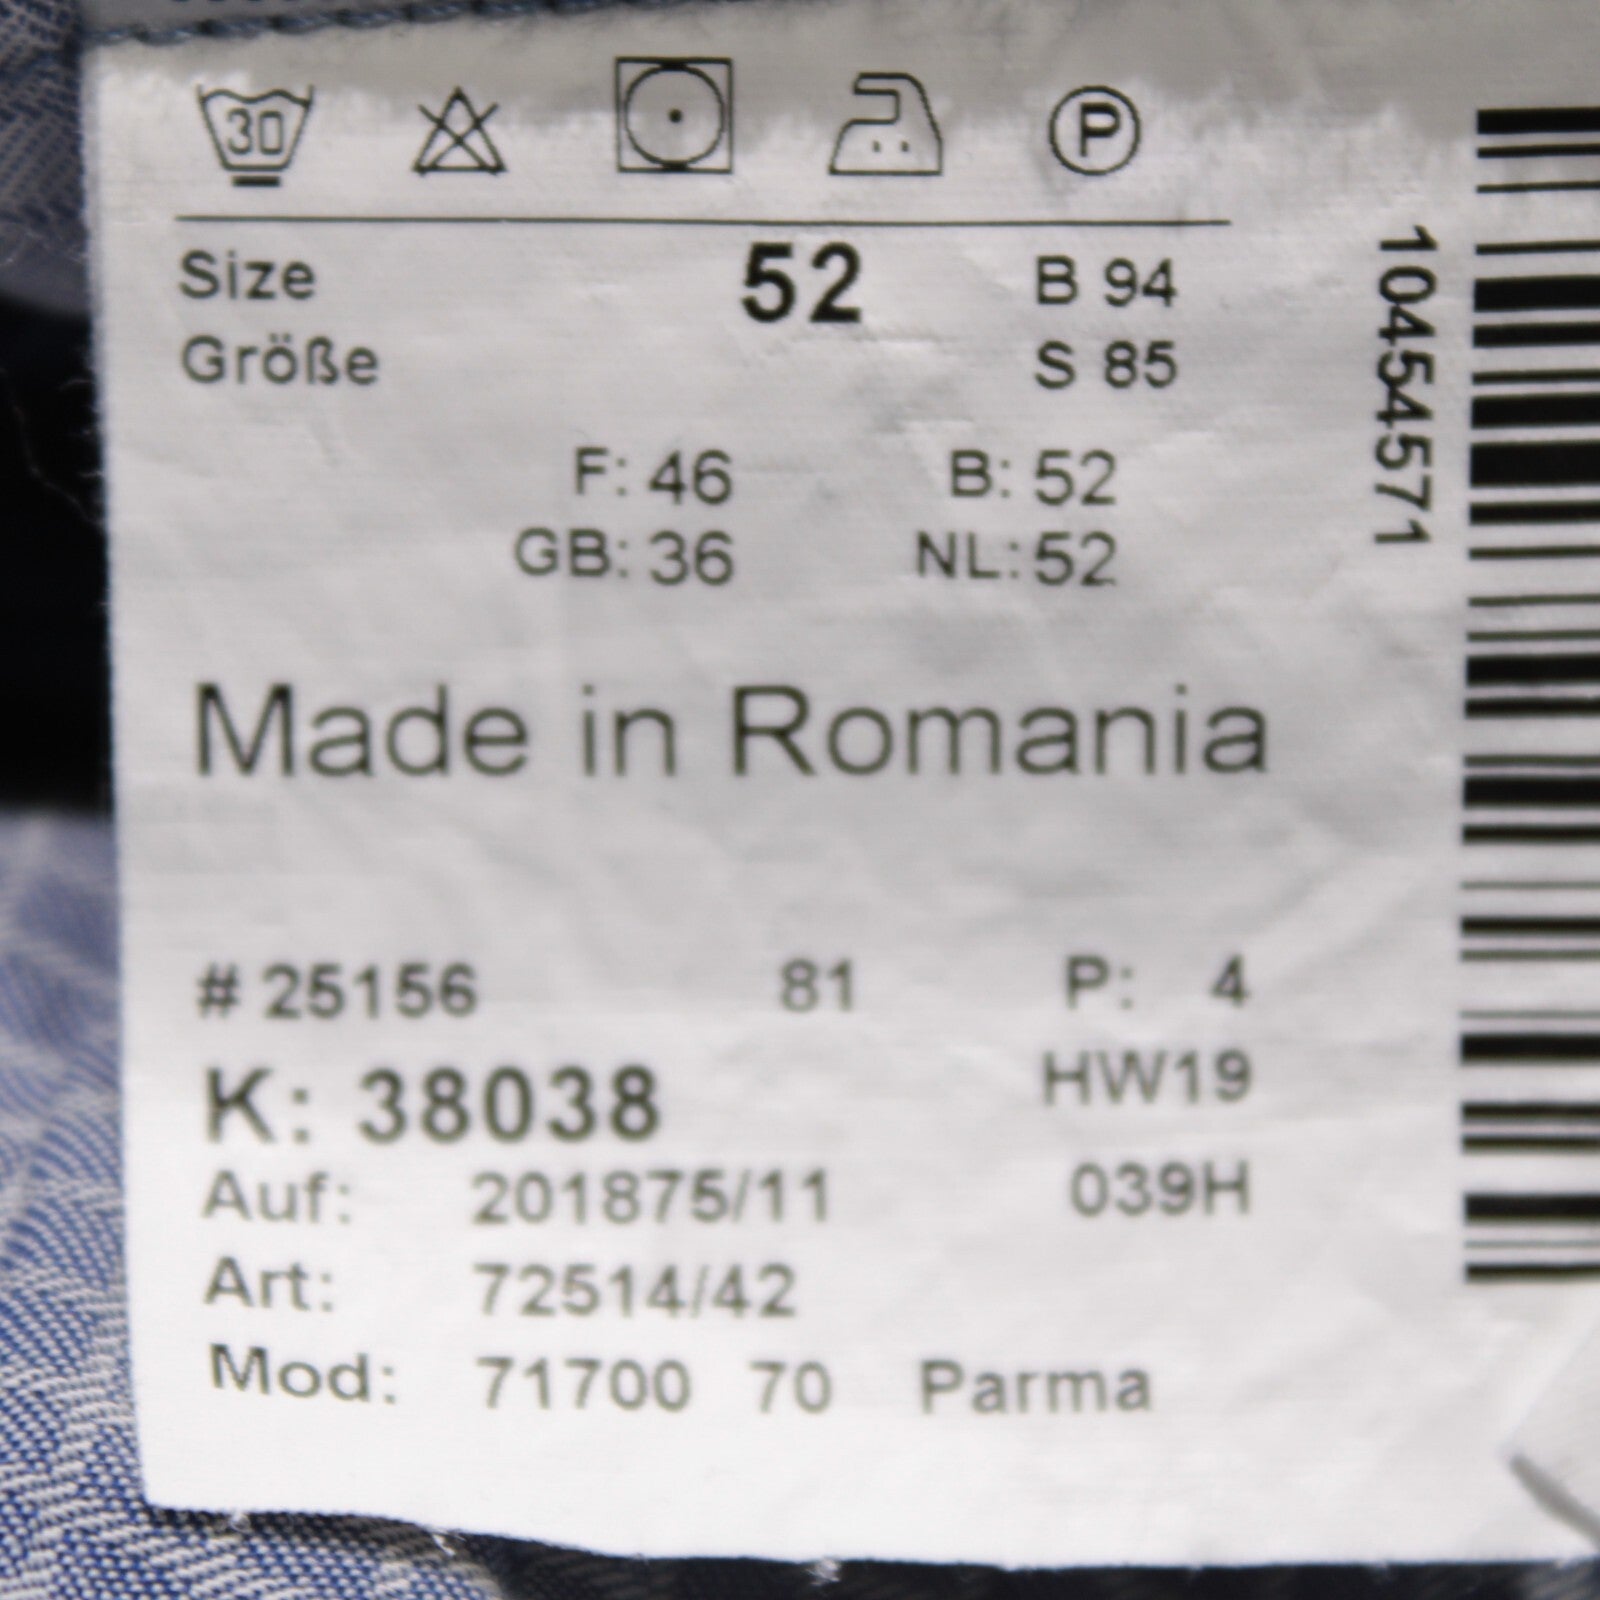 30
P
Size 52 B 94
Größe S 85
F: 46 B: 52
GB: 36 NL: 52
Made in Romania
# 25156 81 P: 4
K: 38038 HW19
Auf: 201875/11 039H
Art: 72514/42
Mod: 71700 70 Parma
10454571